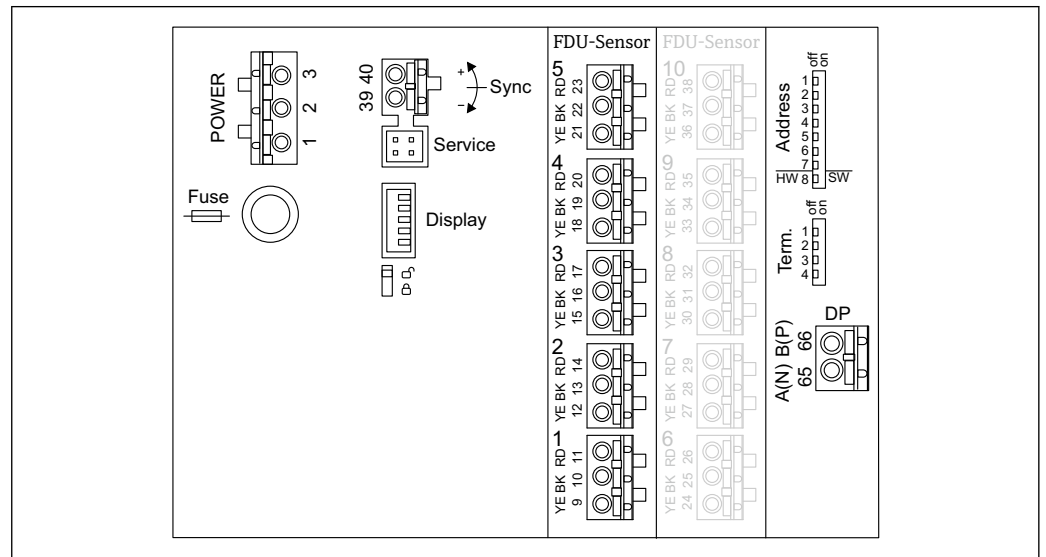 POWER
1 2 3
Fuse
39 40
+
−
Sync
Service
Display
FDU-Sensor
5
YE BK RD
21 22 23
4
YE BK RD
18 19 20
3
YE BK RD
15 16 17
2
YE BK RD
12 13 14
1
YE BK RD
9 10 11
FDU-Sensor
10
YE BK RD
36 37 38
9
YE BK RD
33 34 35
8
YE BK RD
30 31 32
7
YE BK RD
27 28 29
6
YE BK RD
24 25 26
Address
off
on
1
2
3
4
5
6
7
HW 8 SW
Term.
off
on
1
2
3
4
DP
A(N) B(P)
65 66